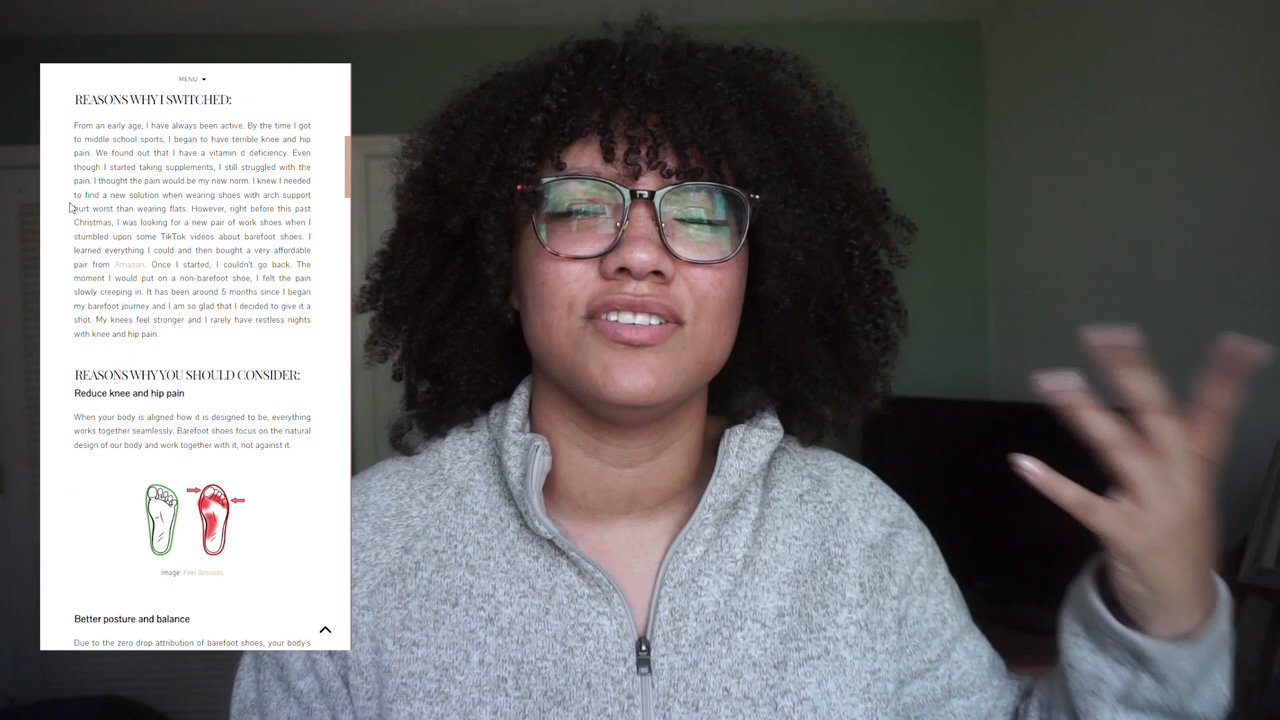 MENU
REASONS WHY I SWITCHED:
From an early age, I have always been active. By the time I got
to middle school sports, I began to have terrible knee and hip
pain. We found out that I have a vitamin d deficiency. Even
though I started taking supplements, I still struggled with the
pain. I thought the pain would be my new norm. I knew I needed
to find a new solution when wearing shoes with arch support
hurt worst than wearing flats. However, right before this past
Christmas, I was looking for a new pair of work shoes when I
stumbled upon some TikTok videos about barefoot shoes. I
learned everything I could and then bought a very affordable
pair from Amazon. Once I started, I couldn't go back. The
moment I would put on a non-barefoot shoe, I felt the pain
slowly creeping in. It has been around 5 months since I began
my barefoot journey and I am so glad that I decided to give it a
shot. My knees feel stronger and I rarely have restless nights
with knee and hip pain.
REASONS WHY YOU SHOULD CONSIDER:
Reduce knee and hip pain
When your body is aligned how it is designed to be, everything
works together seamlessly. Barefoot shoes focus on the natural
design of our body and work together with it, not against it.
Image: Feel Grounds
Better posture and balance
Due to the zero drop attribution of barefoot shoes, your body's